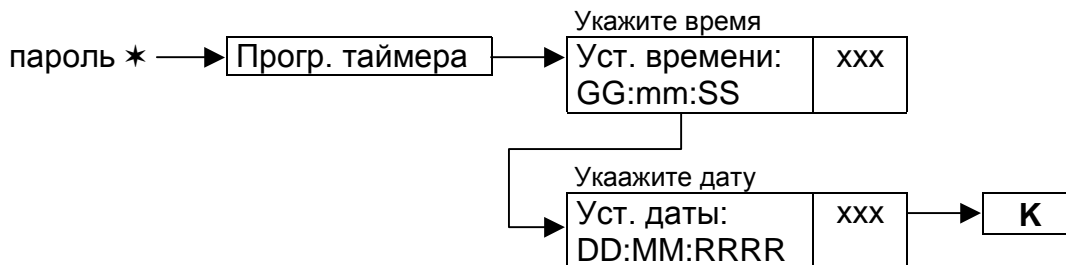 Укажите время
пароль ✶ Прогр. таймера Уст. времени: xxx
GG:mm:SS
Укаажите дату
Уст. даты: xxx K
DD:MM:RRRR